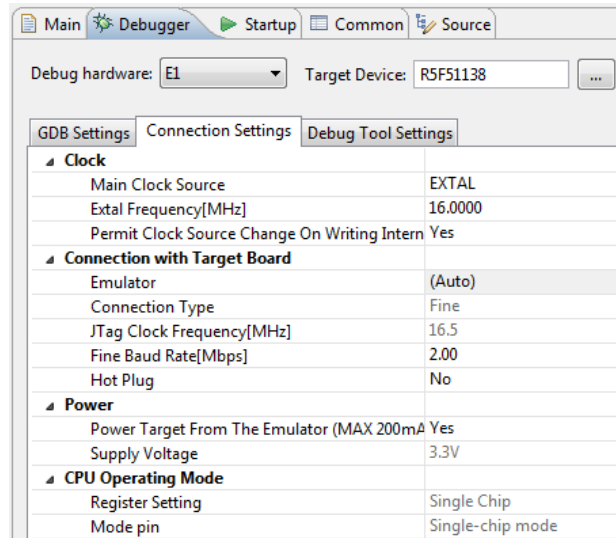 Main Debugger Startup Common Source
Debug hardware: E1 Target Device: R5F51138 ...
GDB Settings Connection Settings Debug Tool Settings
Clock
Main Clock Source EXTAL
Extal Frequency[MHz] 16.0000
Permit Clock Source Change On Writing Intern Yes
Connection with Target Board
Emulator (Auto)
Connection Type Fine
JTag Clock Frequency[MHz] 16.5
Fine Baud Rate[Mbps] 2.00
Hot Plug No
Power
Power Target From The Emulator (MAX 200mA Yes
Supply Voltage 3.3V
CPU Operating Mode
Register Setting Single Chip
Mode pin Single-chip mode